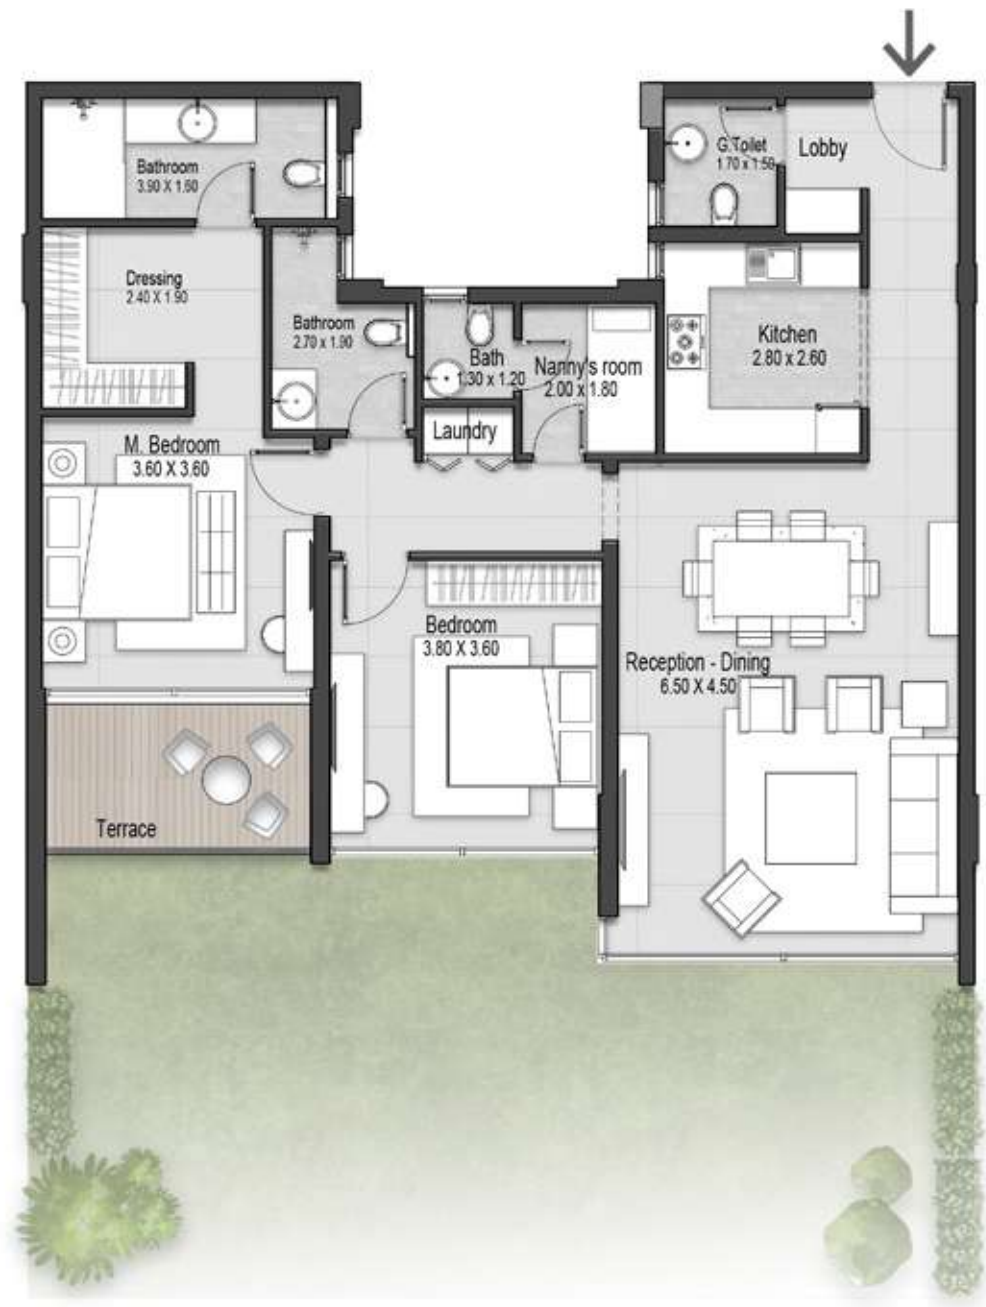 Bathroom
3.90 X 1.60
G.Toilet
1.70 x 1.50
Lobby
Dressing
2.40 X 1.90
Bathroom
2.70 x 1.90
Bath
1.30 x 1.20
Nanny's room
2.00 x 1.80
Kitchen
2.80 x 2.60
Laundry
M. Bedroom
3.60 X 3.60
Bedroom
3.80 X 3.60
Reception - Dining
6.50 X 4.50
Terrace